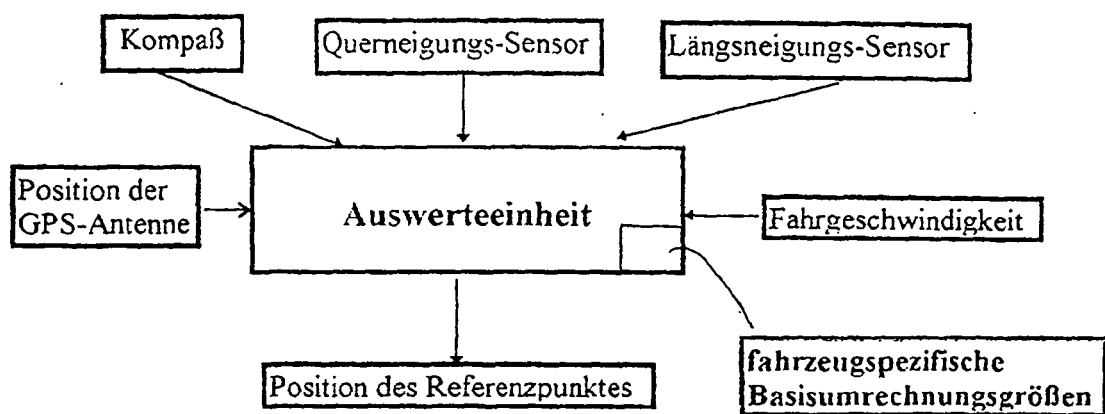 Kompaß
Querneigungs-Sensor
Längsneigungs-Sensor
Position der
GPS-Antenne
Auswerteeinheit
Fahrgeschwindigkeit
Position des Referenzpunktes
fahrzeugspezifische
Basisumrechnungsgrößen